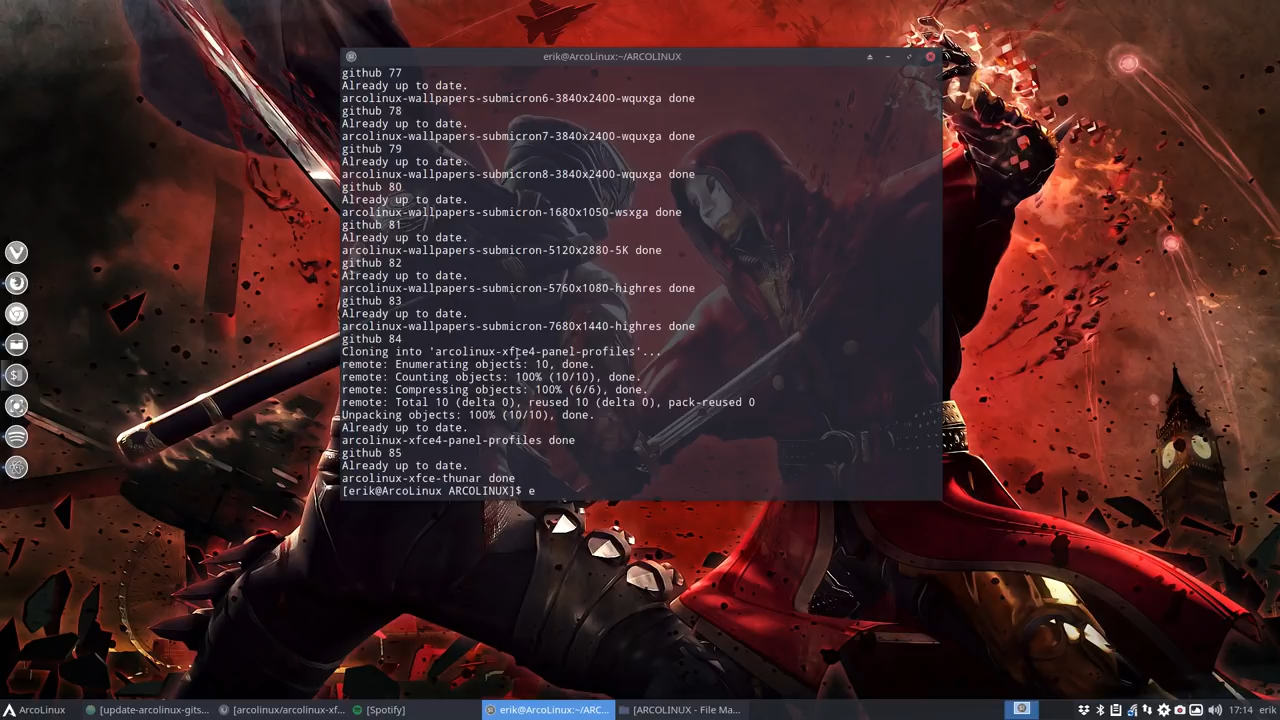 erik@ArcoLinux:~/ARCOLINUX
github 77
Already up to date.
arcolinux-wallpapers-submicron6-3840x2400-wquxga done
github 78
Already up to date.
arcolinux-wallpapers-submicron7-3840x2400-wquxga done
github 79
Already up to date.
arcolinux-wallpapers-submicron8-3840x2400-wquxga done
github 80
Already up to date.
arcolinux-wallpapers-submicron-1680x1050-wsxga done
github 81
Already up to date.
arcolinux-wallpapers-submicron-5120x2880-5K done
github 82
Already up to date.
arcolinux-wallpapers-submicron-5760x1080-highres done
github 83
Already up to date.
arcolinux-wallpapers-submicron-7680x1440-highres done
github 84
Cloning into 'arcolinux-xfce4-panel-profiles'...
remote: Enumerating objects: 10, done.
remote: Counting objects: 100% (10/10), done.
remote: Compressing objects: 100% (6/6), done.
remote: Total 10 (delta 0), reused 10 (delta 0), pack-reused 0
Unpacking objects: 100% (10/10), done.
Already up to date.
arcolinux-xfce4-panel-profiles done
github 85
Already up to date.
arcolinux-xfce-thunar done
[erik@ArcoLinux ARCOLINUX]$ e
ArcoLinux [update-arcolinux-gits... [arcolinux/arcolinux-xf... [Spotify] erik@ArcoLinux:~/ARC... [ARCOLINUX - File Ma... 17:14 erik